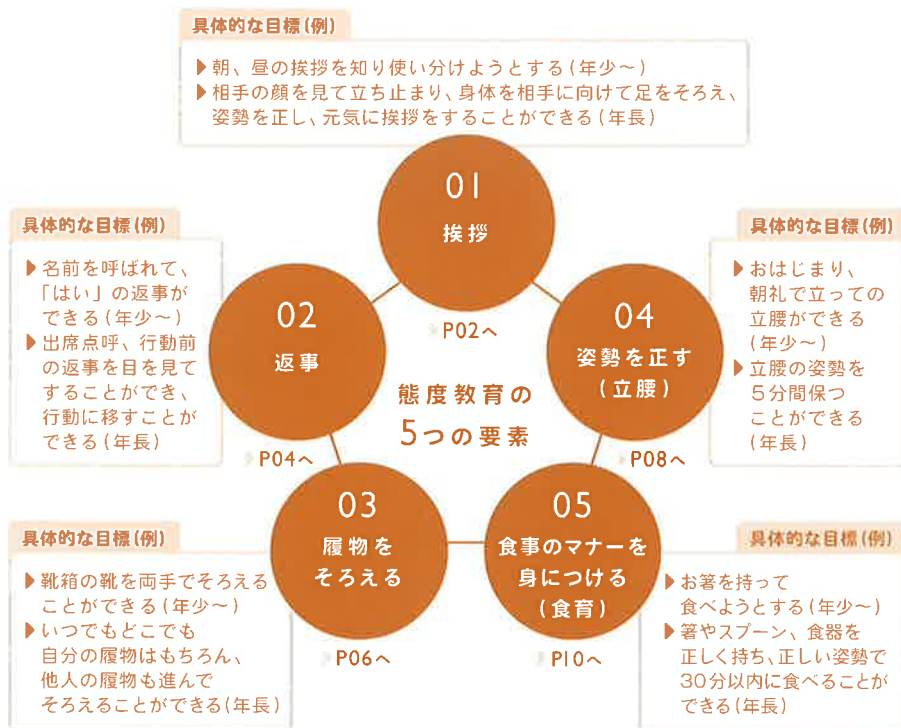 具体的な目標(例)
▶朝、昼の挨拶を知り使い分けようとする(年少〜)
▶相手の顔を見て立ち止まり、身体を相手に向けて足をそろえ、
姿勢を正し、元気に挨拶をすることができる(年長)
01
挨拶
P02へ
具体的な目標(例)
▶名前を呼ばれて、
「はい」の返事が
できる(年少〜)
▶出席点呼、行動前
の返事を目を見て
することができ、
行動に移すことが
できる(年長)
02
返事
P04へ
態度教育の
5つの要素
04
姿勢を正す
(立腰)
P08へ
具体的な目標(例)
▶おはじまり、
朝礼で立っての
立腰ができる
(年少〜)
▶立腰の姿勢を
5分間保つ
ことができる
(年長)
具体的な目標(例)
▶靴箱の靴を両手でそろえる
ことができる(年少〜)
▶いつでもどこでも
自分の履物はもちろん、
他人の履物も進んで
そろえることができる(年長)
03
履物を
そろえる
P06へ
05
食事のマナーを
身につける
(食育)
P10へ
具体的な目標(例)
▶お箸を持って
食べようとする(年少〜)
▶箸やスプーン、食器を
正しく持ち、正しい姿勢で
30分以内に食べることが
できる(年長)